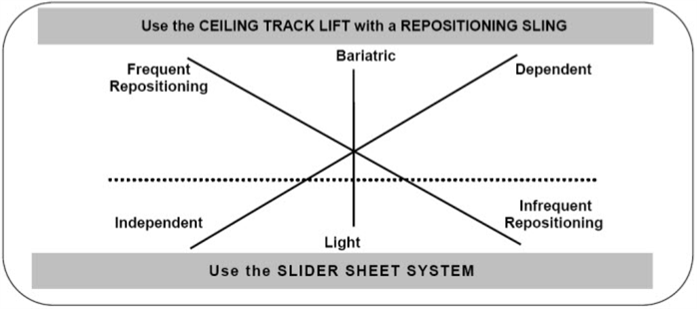 Use the CEILING TRACK LIFT with a REPOSITIONING SLING
Bariatric
Frequent
Repositioning
Dependent
Independent
Infrequent
Repositioning
Light
Use the SLIDER SHEET SYSTEM